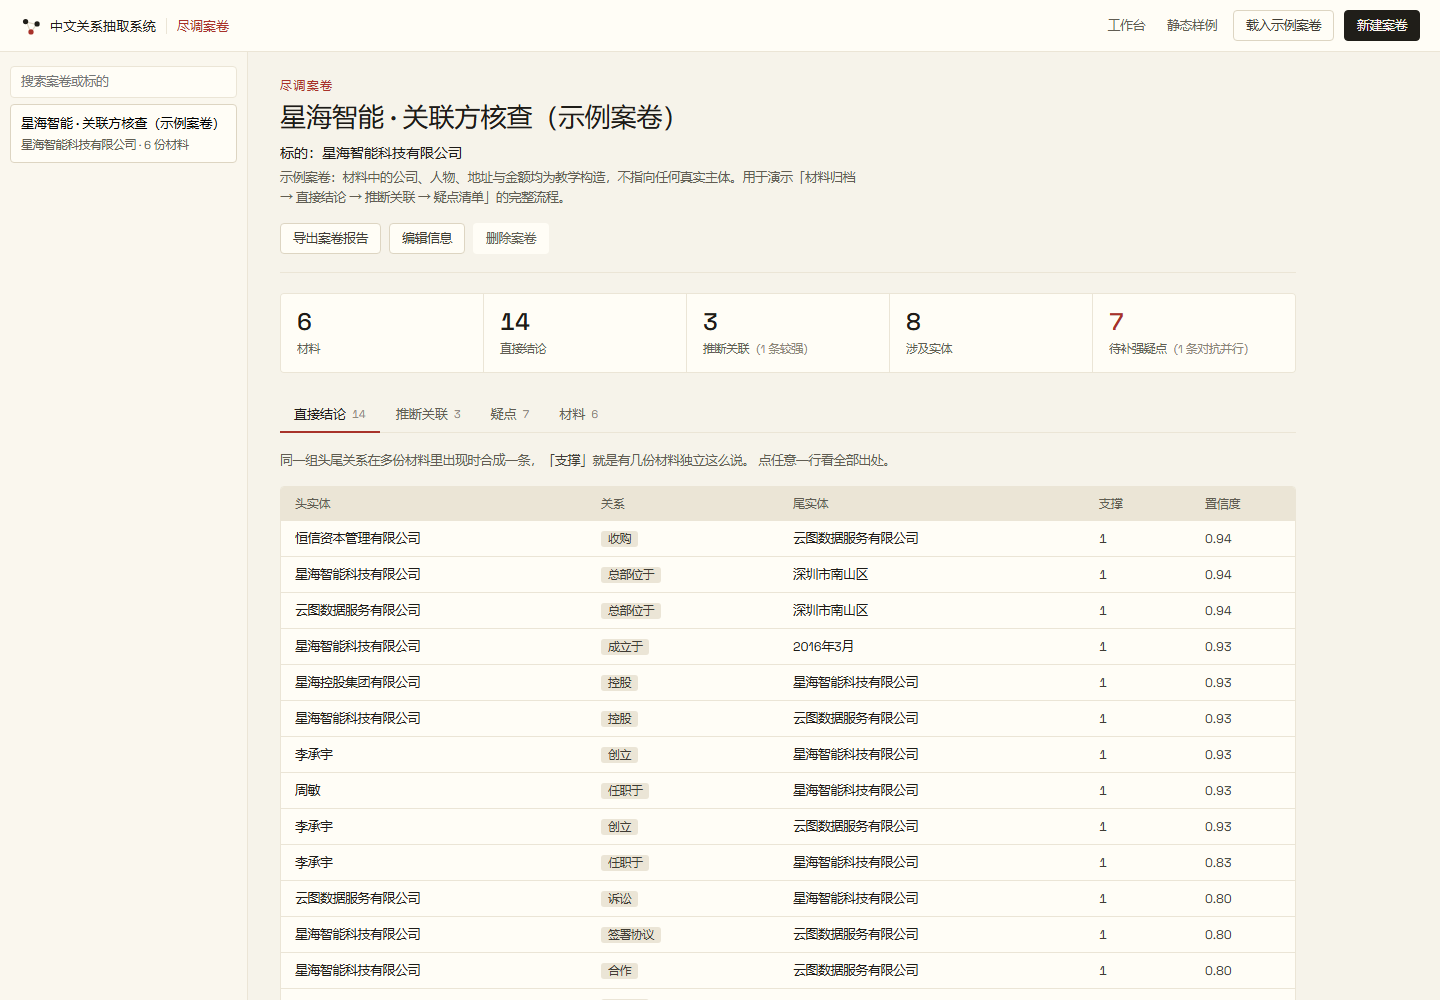 中文关系抽取系统 尽调案卷 工作台 静态样例 载入示例案卷 新建案卷
搜索案卷或标的
星海智能 · 关联方核查（示例案卷）
星海智能科技有限公司 · 6 份材料
尽调案卷
星海智能 · 关联方核查（示例案卷）
标的：星海智能科技有限公司
示例案卷：材料中的公司、人物、地址与金额均为教学构造，不指向任何真实主体。用于演示「材料归档
→ 直接结论 → 推断关联 → 疑点清单」的完整流程。
导出案卷报告 编辑信息 删除案卷
6 14 3 8 7
材料 直接结论 推断关联（1 条较强） 涉及实体 待补强疑点（1 条对抗并行）
直接结论 14 推断关联 3 疑点 7 材料 6
同一组头尾关系在多份材料里出现时合成一条，「支撑」就是有几份材料独立这么说。 点任意一行看全部出处。
头实体 关系 尾实体 支撑 置信度
恒信资本管理有限公司 收购 云图数据服务有限公司 1 0.94
星海智能科技有限公司 总部位于 深圳市南山区 1 0.94
云图数据服务有限公司 总部位于 深圳市南山区 1 0.94
星海智能科技有限公司 成立于 2016年3月 1 0.93
星海控股集团有限公司 控股 星海智能科技有限公司 1 0.93
星海智能科技有限公司 控股 云图数据服务有限公司 1 0.93
李承宇 创立 星海智能科技有限公司 1 0.93
周敏 任职于 星海智能科技有限公司 1 0.93
李承宇 创立 云图数据服务有限公司 1 0.93
李承宇 任职于 星海智能科技有限公司 1 0.83
云图数据服务有限公司 诉讼 星海智能科技有限公司 1 0.80
星海智能科技有限公司 签署协议 云图数据服务有限公司 1 0.80
星海智能科技有限公司 合作 云图数据服务有限公司 1 0.80